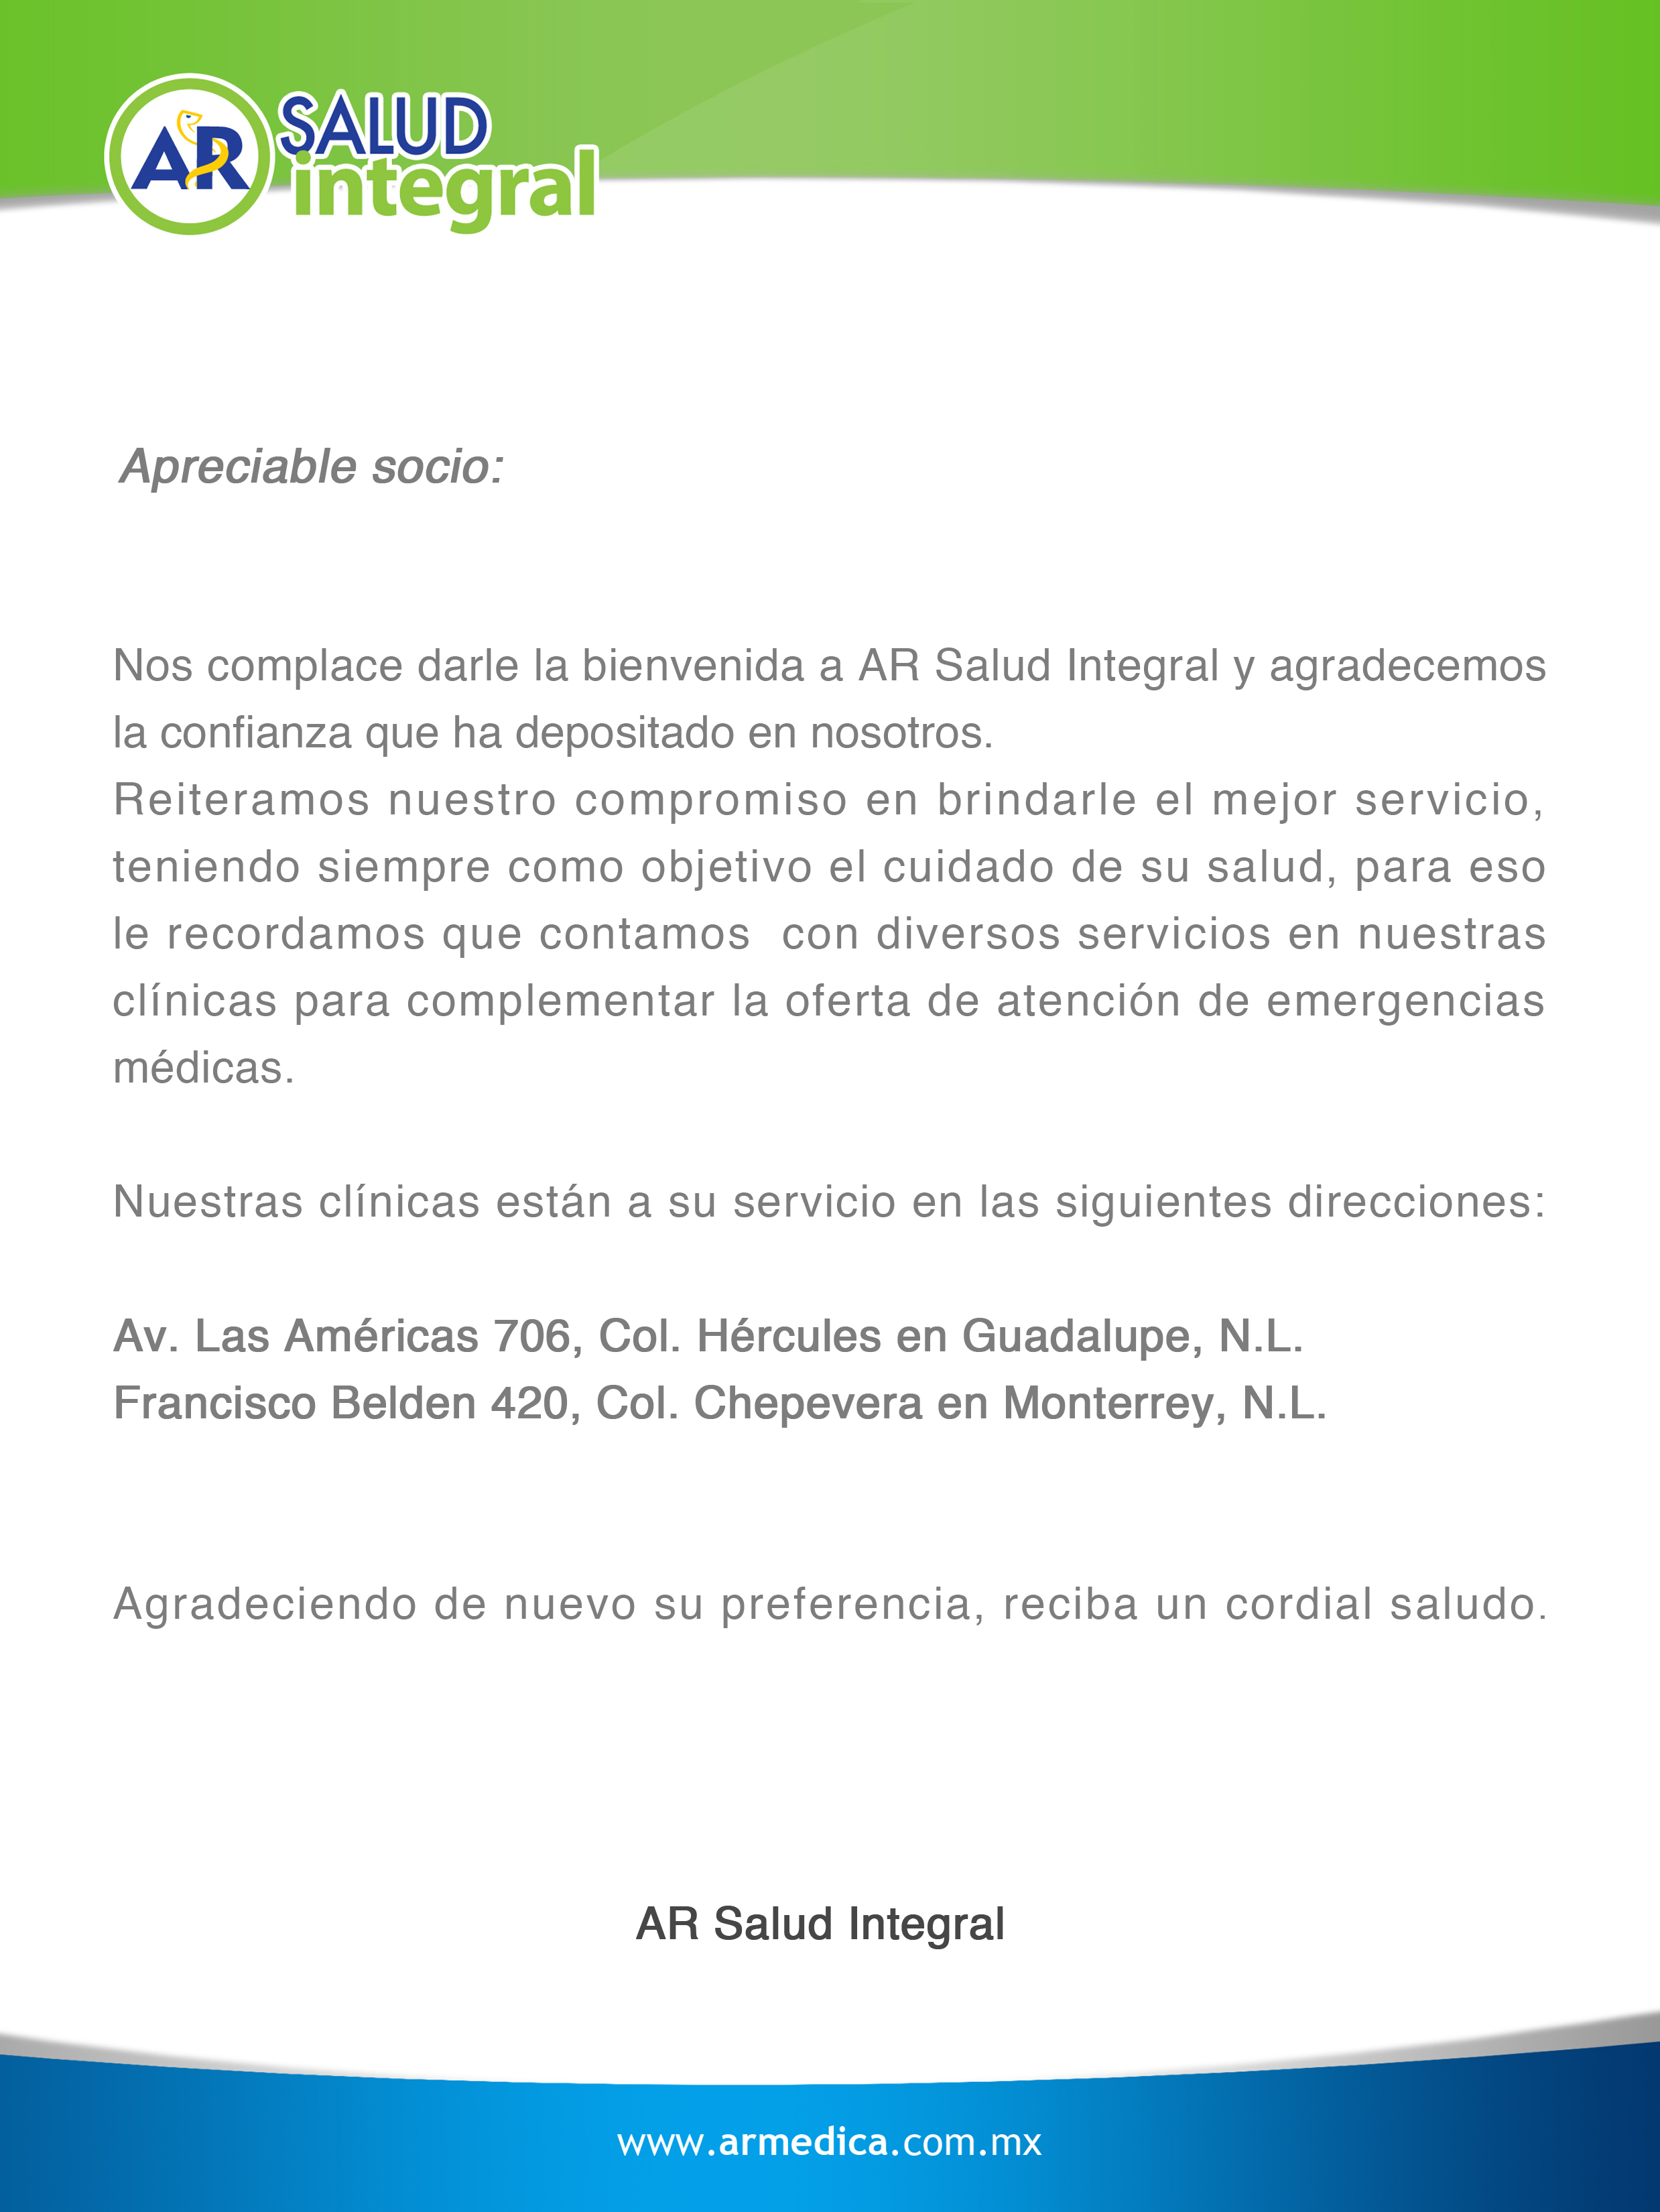 AR SALUD
integral
Apreciable socio:
Nos complace darle la bienvenida a AR Salud Integral y agradecemos
la confianza que ha depositado en nosotros.
Reiteramos nuestro compromiso en brindarle el mejor servicio,
teniendo siempre como objetivo el cuidado de su salud, para eso
le recordamos que contamos  con diversos servicios en nuestras
clínicas para complementar la oferta de atención de emergencias
médicas.
Nuestras clínicas están a su servicio en las siguientes direcciones:
Av. Las Américas 706, Col. Hércules en Guadalupe, N.L.
Francisco Belden 420, Col. Chepevera en Monterrey, N.L.
Agradeciendo de nuevo su preferencia, reciba un cordial saludo.
AR Salud Integral
www.armedica.com.mx